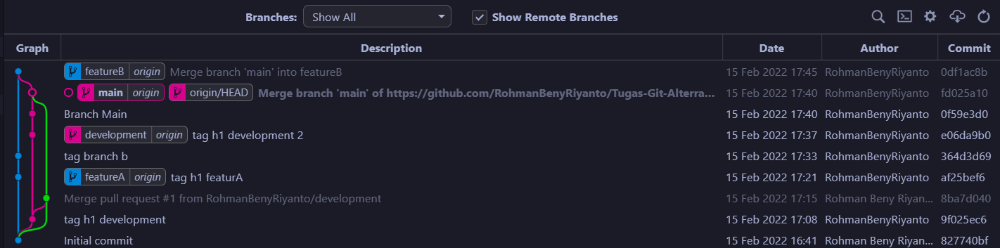 Branches: Show All Show Remote Branches
Graph Description Date Author Commit
featureB origin Merge branch 'main' into featureB 15 Feb 2022 17:45 RohmanBenyRiyanto 0df1ac8b
main origin origin/HEAD Merge branch 'main' of https://github.com/RohmanBenyRiyanto/Tugas-Git-Alterra... 15 Feb 2022 17:40 RohmanBenyRiyanto fd025a10
Branch Main 15 Feb 2022 17:40 RohmanBenyRiyanto 0f59e3d0
development origin tag h1 development 2 15 Feb 2022 17:37 RohmanBenyRiyanto e06da9b0
tag branch b 15 Feb 2022 17:33 RohmanBenyRiyanto 364d3d69
featureA origin tag h1 featurA 15 Feb 2022 17:21 RohmanBenyRiyanto af25bef6
Merge pull request #1 from RohmanBenyRiyanto/development 15 Feb 2022 17:15 Rohman Beny Riyan... 8ba7d040
tag h1 development 15 Feb 2022 17:08 RohmanBenyRiyanto 9f025ec6
Initial commit 15 Feb 2022 16:41 Rohman Beny Riyan... 827740bf